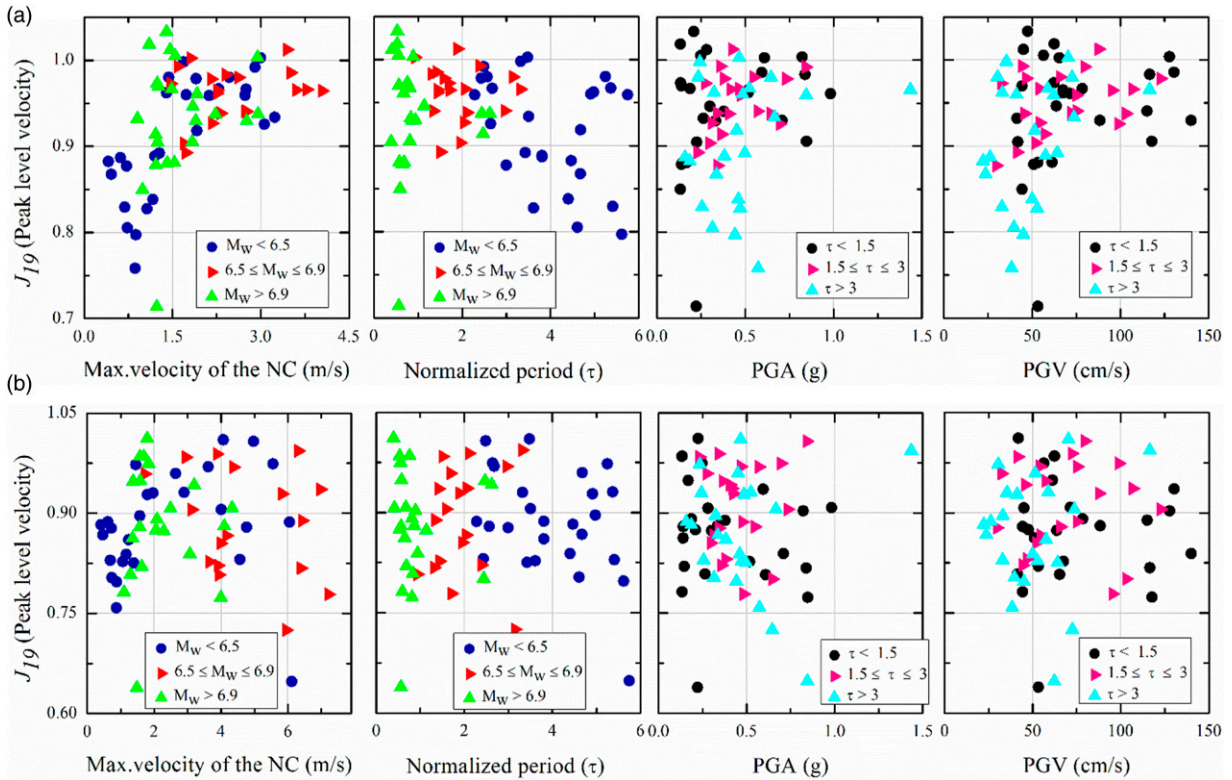 (a)
J19 (Peak level velocity)
1.0
0.9
0.8
0.7
MW < 6.5
6.5 ≤ MW ≤ 6.9
MW > 6.9
MW < 6.5
6.5 ≤ MW ≤ 6.9
MW > 6.9
τ < 1.5
1.5 ≤ τ ≤ 3
τ > 3
τ < 1.5
1.5 ≤ τ ≤ 3
τ > 3
0.0 1.5 3.0 4.5
0 2 4 6
0.0 0.5 1.0 1.5
0 50 100 150
Max.velocity of the NC (m/s)
Normalized period (τ)
PGA (g)
PGV (cm/s)
(b)
J19 (Peak level velocity)
1.05
0.90
0.75
0.60
MW < 6.5
6.5 ≤ MW ≤ 6.9
MW > 6.9
MW < 6.5
6.5 ≤ MW ≤ 6.9
MW > 6.9
τ < 1.5
1.5 ≤ τ ≤ 3
τ > 3
τ < 1.5
1.5 ≤ τ ≤ 3
τ > 3
0 2 4 6 8
0 2 4 6
0.0 0.5 1.0 1.5
0 50 100 150
Max.velocity of the NC (m/s)
Normalized period (τ)
PGA (g)
PGV (cm/s)